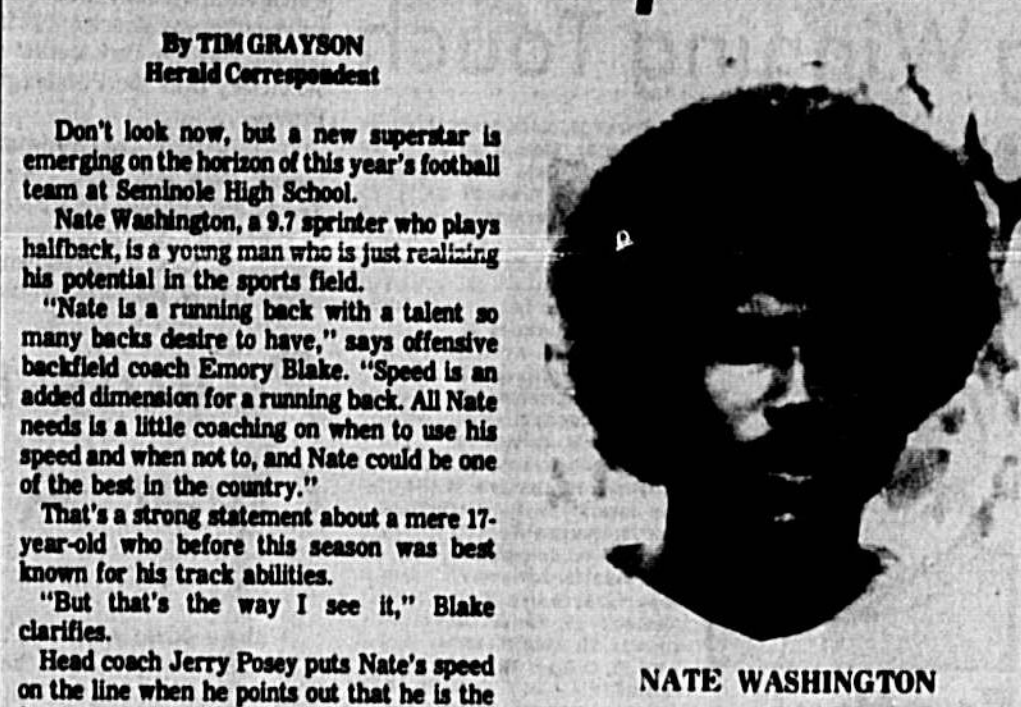 By TIM GRAYSON
Herald Correspondent
Don't look now, but a new superstar is
emerging on the horizon of this year's football
team at Seminole High School.
Nate Washington, a 9.7 sprinter who plays
halfback, is a young man who is just realizing
his potential in the sports field.
"Nate is a running back with a talent so
many backs desire to have," says offensive
backfield coach Emory Blake. "Speed is an
added dimension for a running back. All Nate
needs is a little coaching on when to use his
speed and when not to, and Nate could be one
of the best in the country."
That's a strong statement about a mere 17-
year-old who before this season was best
known for his track abilities.
"But that's the way I see it," Blake
clarifies.
Head coach Jerry Posey puts Nate's speed
on the line when he points out that he is the
NATE WASHINGTON